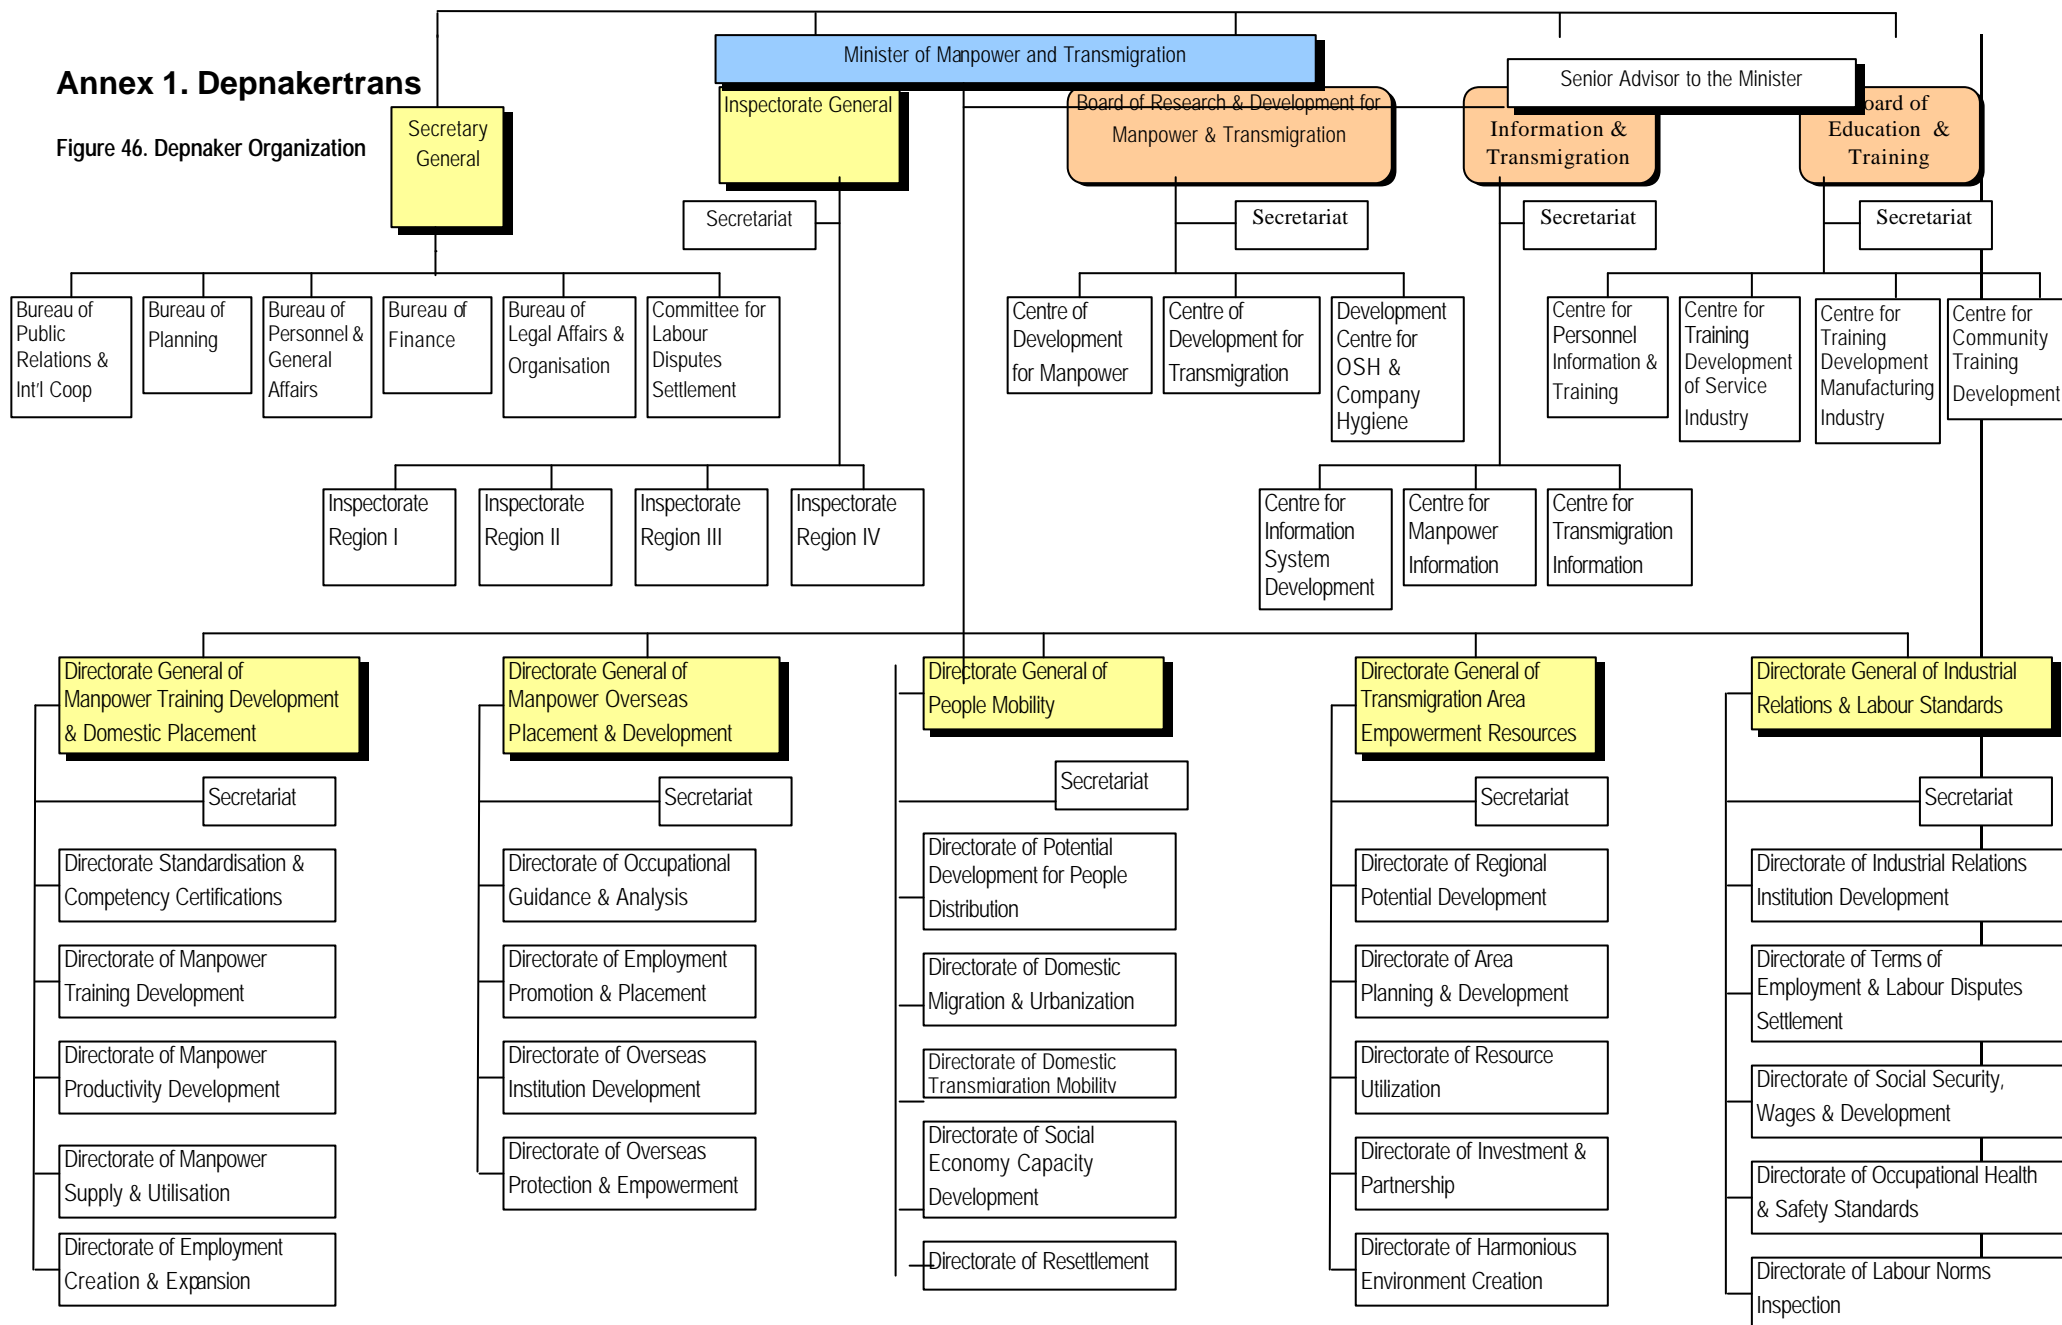 Minister of Manpower and Transmigration
Annex 1. Depnakertrans
Senior Advisor to the Minister
Figure 46. Depnaker Organization
Secretary
General
Inspectorate General
Board of Research & Development for
Manpower & Transmigration
Information &
Transmigration
of
Education &
Training
Secretariat
Secretariat
Secretariat
Secretariat
Bureau of
Public
Relations &
Int'l Coop
Bureau of
Planning
Bureau of
Personnel &
General
Affairs
Bureau of
Finance
Bureau of
Legal Affairs &
Organisation
Committee for
Labour
Disputes
Settlement
Centre of
Development
for Manpower
Centre of
Development for
Transmigration
Development
Centre for
OSH &
Company
Hygiene
Centre for
Personnel
Information &
Training
Centre for
Training
Development
of Service
Industry
Centre for
Training
Development
Manufacturing
Industry
Centre for
Community
Training
Development
Inspectorate
Region I
Inspectorate
Region II
Inspectorate
Region III
Inspectorate
Region IV
Centre for
Information
System
Development
Centre for
Manpower
Information
Centre for
Transmigration
Information
Directorate General of
Manpower Training Development
& Domestic Placement
Secretariat
Directorate Standardisation &
Competency Certifications
Directorate of Manpower
Training Development
Directorate of Manpower
Productivity Development
Directorate of Manpower
Supply & Utilisation
Directorate of Employment
Creation & Expansion
Directorate General of
Manpower Overseas
Placement & Development
Secretariat
Directorate of Occupational
Guidance & Analysis
Directorate of Employment
Promotion & Placement
Directorate of Overseas
Institution Development
Directorate of Overseas
Protection & Empowerment
Directorate General of
People Mobility
Secretariat
Directorate of Potential
Development for People
Distribution
Directorate of Domestic
Migration & Urbanization
Directorate of Domestic
Transmigration Mobility
Directorate of Social
Economy Capacity
Development
Directorate of Resettlement
Directorate General of
Transmigration Area
Empowerment Resources
Secretariat
Directorate of Regional
Potential Development
Directorate of Area
Planning & Development
Directorate of Resource
Utilization
Directorate of Investment &
Partnership
Directorate of Harmonious
Environment Creation
Directorate General of Industrial
Relations & Labour Standards
Secretariat
Directorate of Industrial Relations
Institution Development
Directorate of Terms of
Employment & Labour Disputes
Settlement
Directorate of Social Security,
Wages & Development
Directorate of Occupational Health
& Safety Standards
Directorate of Labour Norms
Inspection